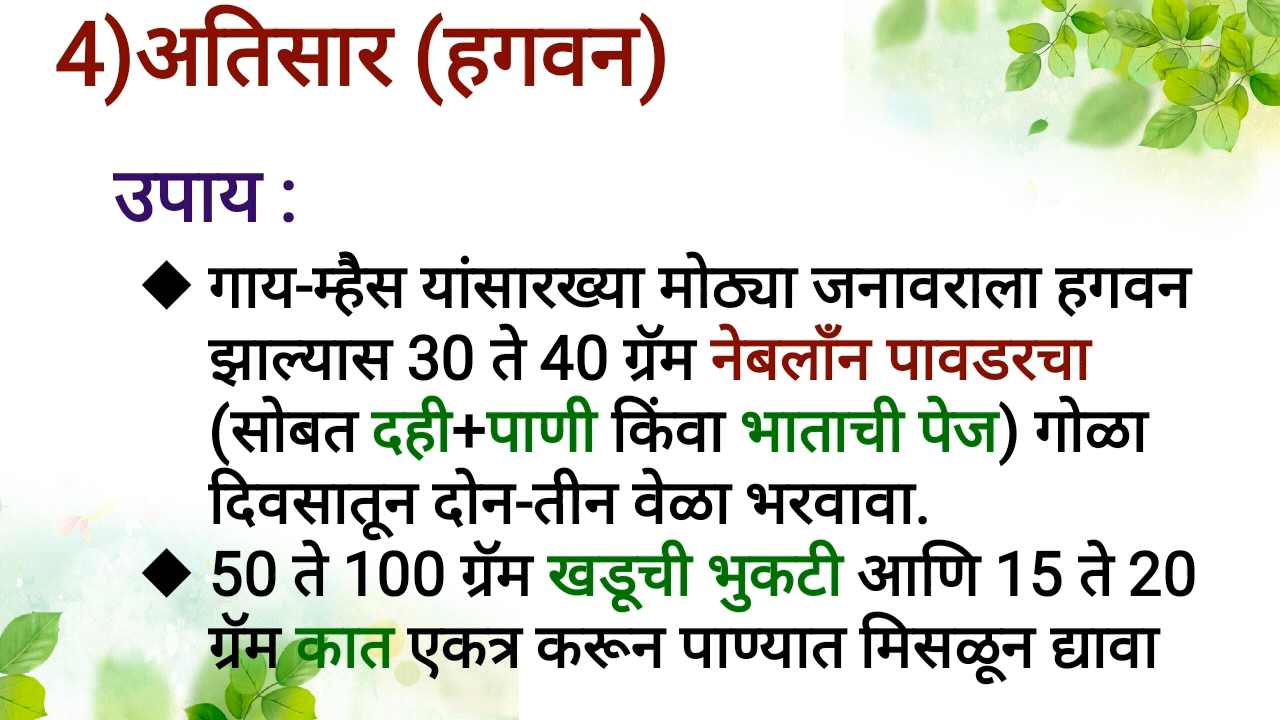 4)अतिसार (हगवन)
उपाय :
◆ गाय-म्हैस यांसारख्या मोठ्या जनावराला हगवन
झाल्यास 30 ते 40 ग्रॅम नेबलॉंन पावडरचा
(सोबत दही+पाणी किंवा भाताची पेज) गोळा
दिवसातून दोन-तीन वेळा भरवावा.
◆ 50 ते 100 ग्रॅम खडूची भुकटी आणि 15 ते 20
ग्रॅम कात एकत्र करून पाण्यात मिसळून द्यावा